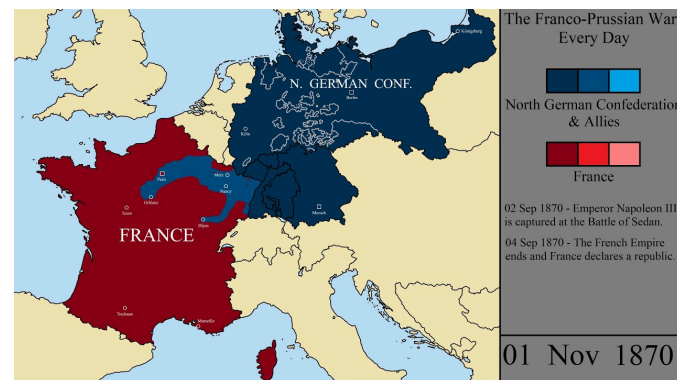 The Franco-Prussian War
Every Day
North German Confederation
& Allies
France
02 Sep 1870 - Emperor Napoleon III
is captured at the Battle of Sedan.
04 Sep 1870 - The French Empire
ends and France declares a republic.
01 Nov 1870
Königsberg
N. GERMAN CONF.
Berlin
Köln
Metz
Paris
Nancy
Orléans
Tours
Dijon
Munich
FRANCE
Toulouse
Marseille